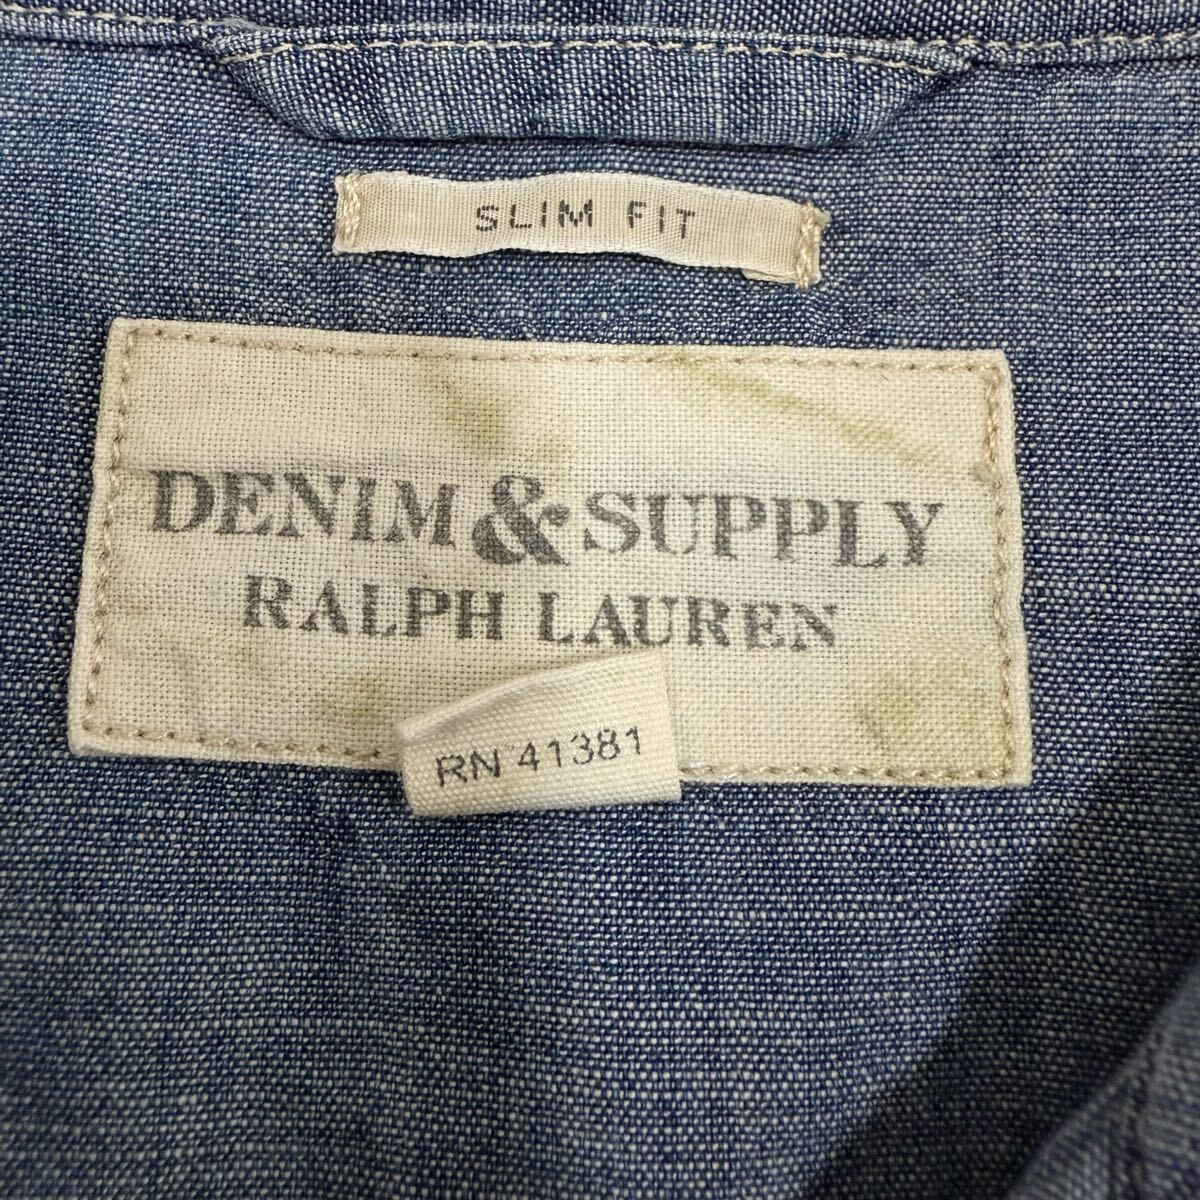 SLIM FIT
DENIM & SUPPLY
RALPH LAUREN
RN 41381